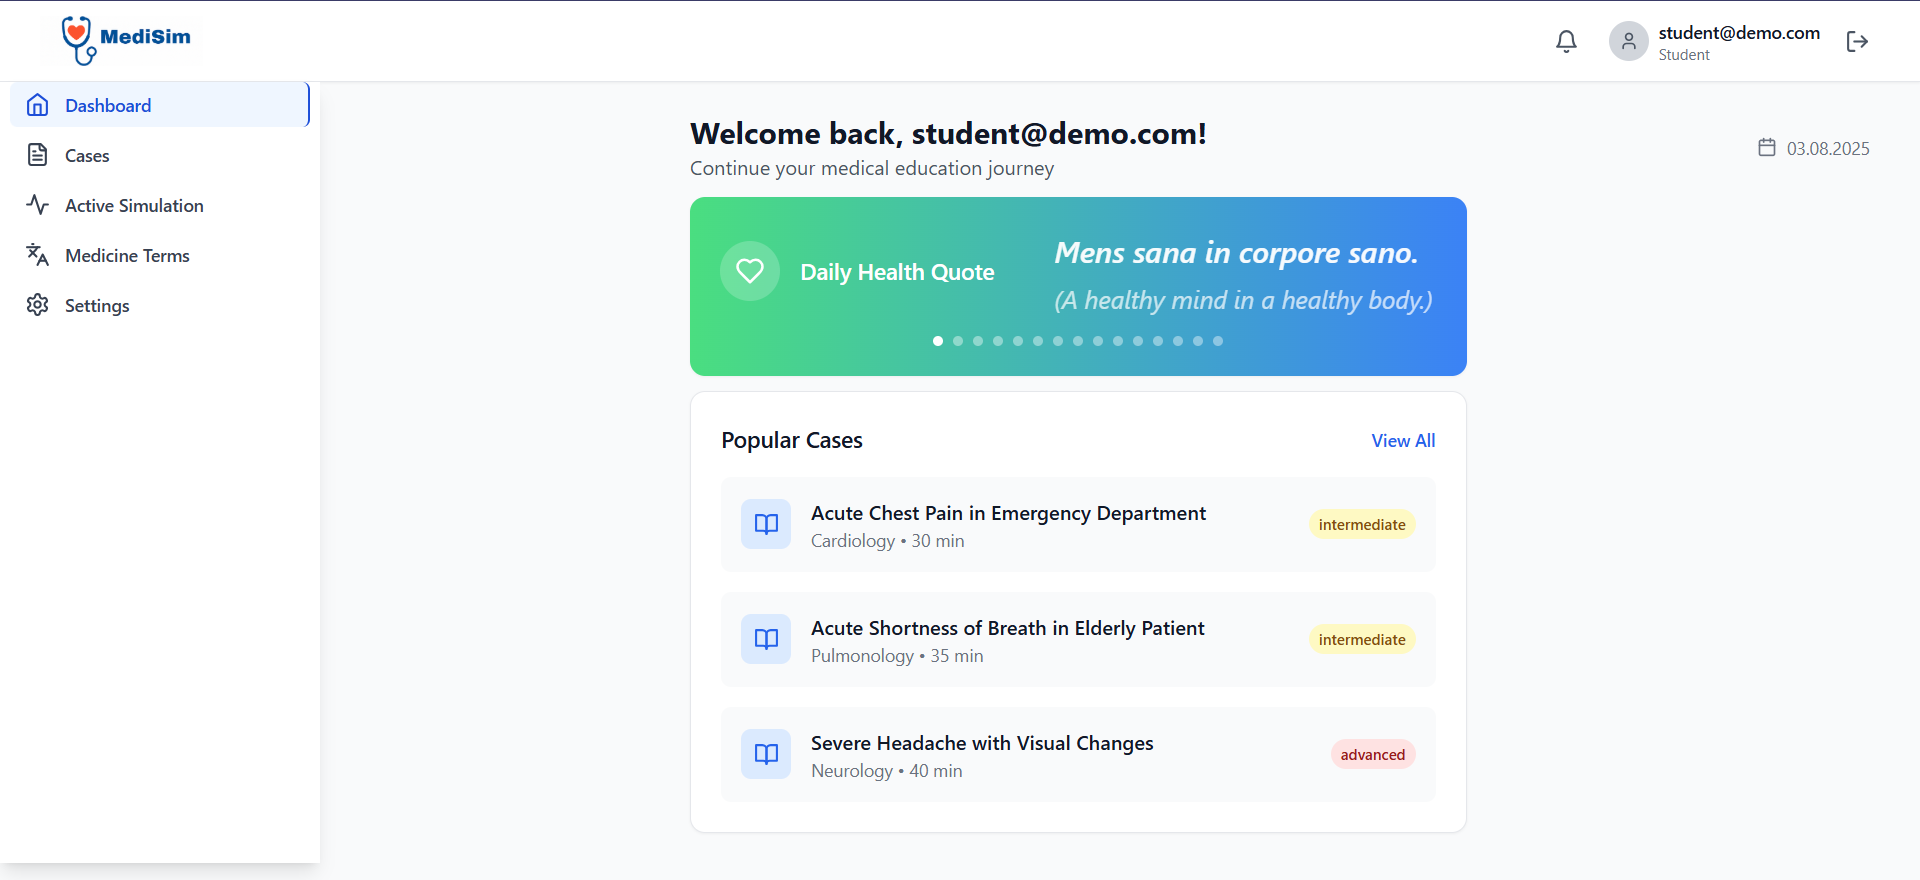 MediSim
student@demo.com
Student
Dashboard
Cases
Active Simulation
Medicine Terms
Settings
Welcome back, student@demo.com!
Continue your medical education journey
03.08.2025
Daily Health Quote
Mens sana in corpore sano.
(A healthy mind in a healthy body.)
Popular Cases
View All
Acute Chest Pain in Emergency Department
Cardiology • 30 min
intermediate
Acute Shortness of Breath in Elderly Patient
Pulmonology • 35 min
intermediate
Severe Headache with Visual Changes
Neurology • 40 min
advanced